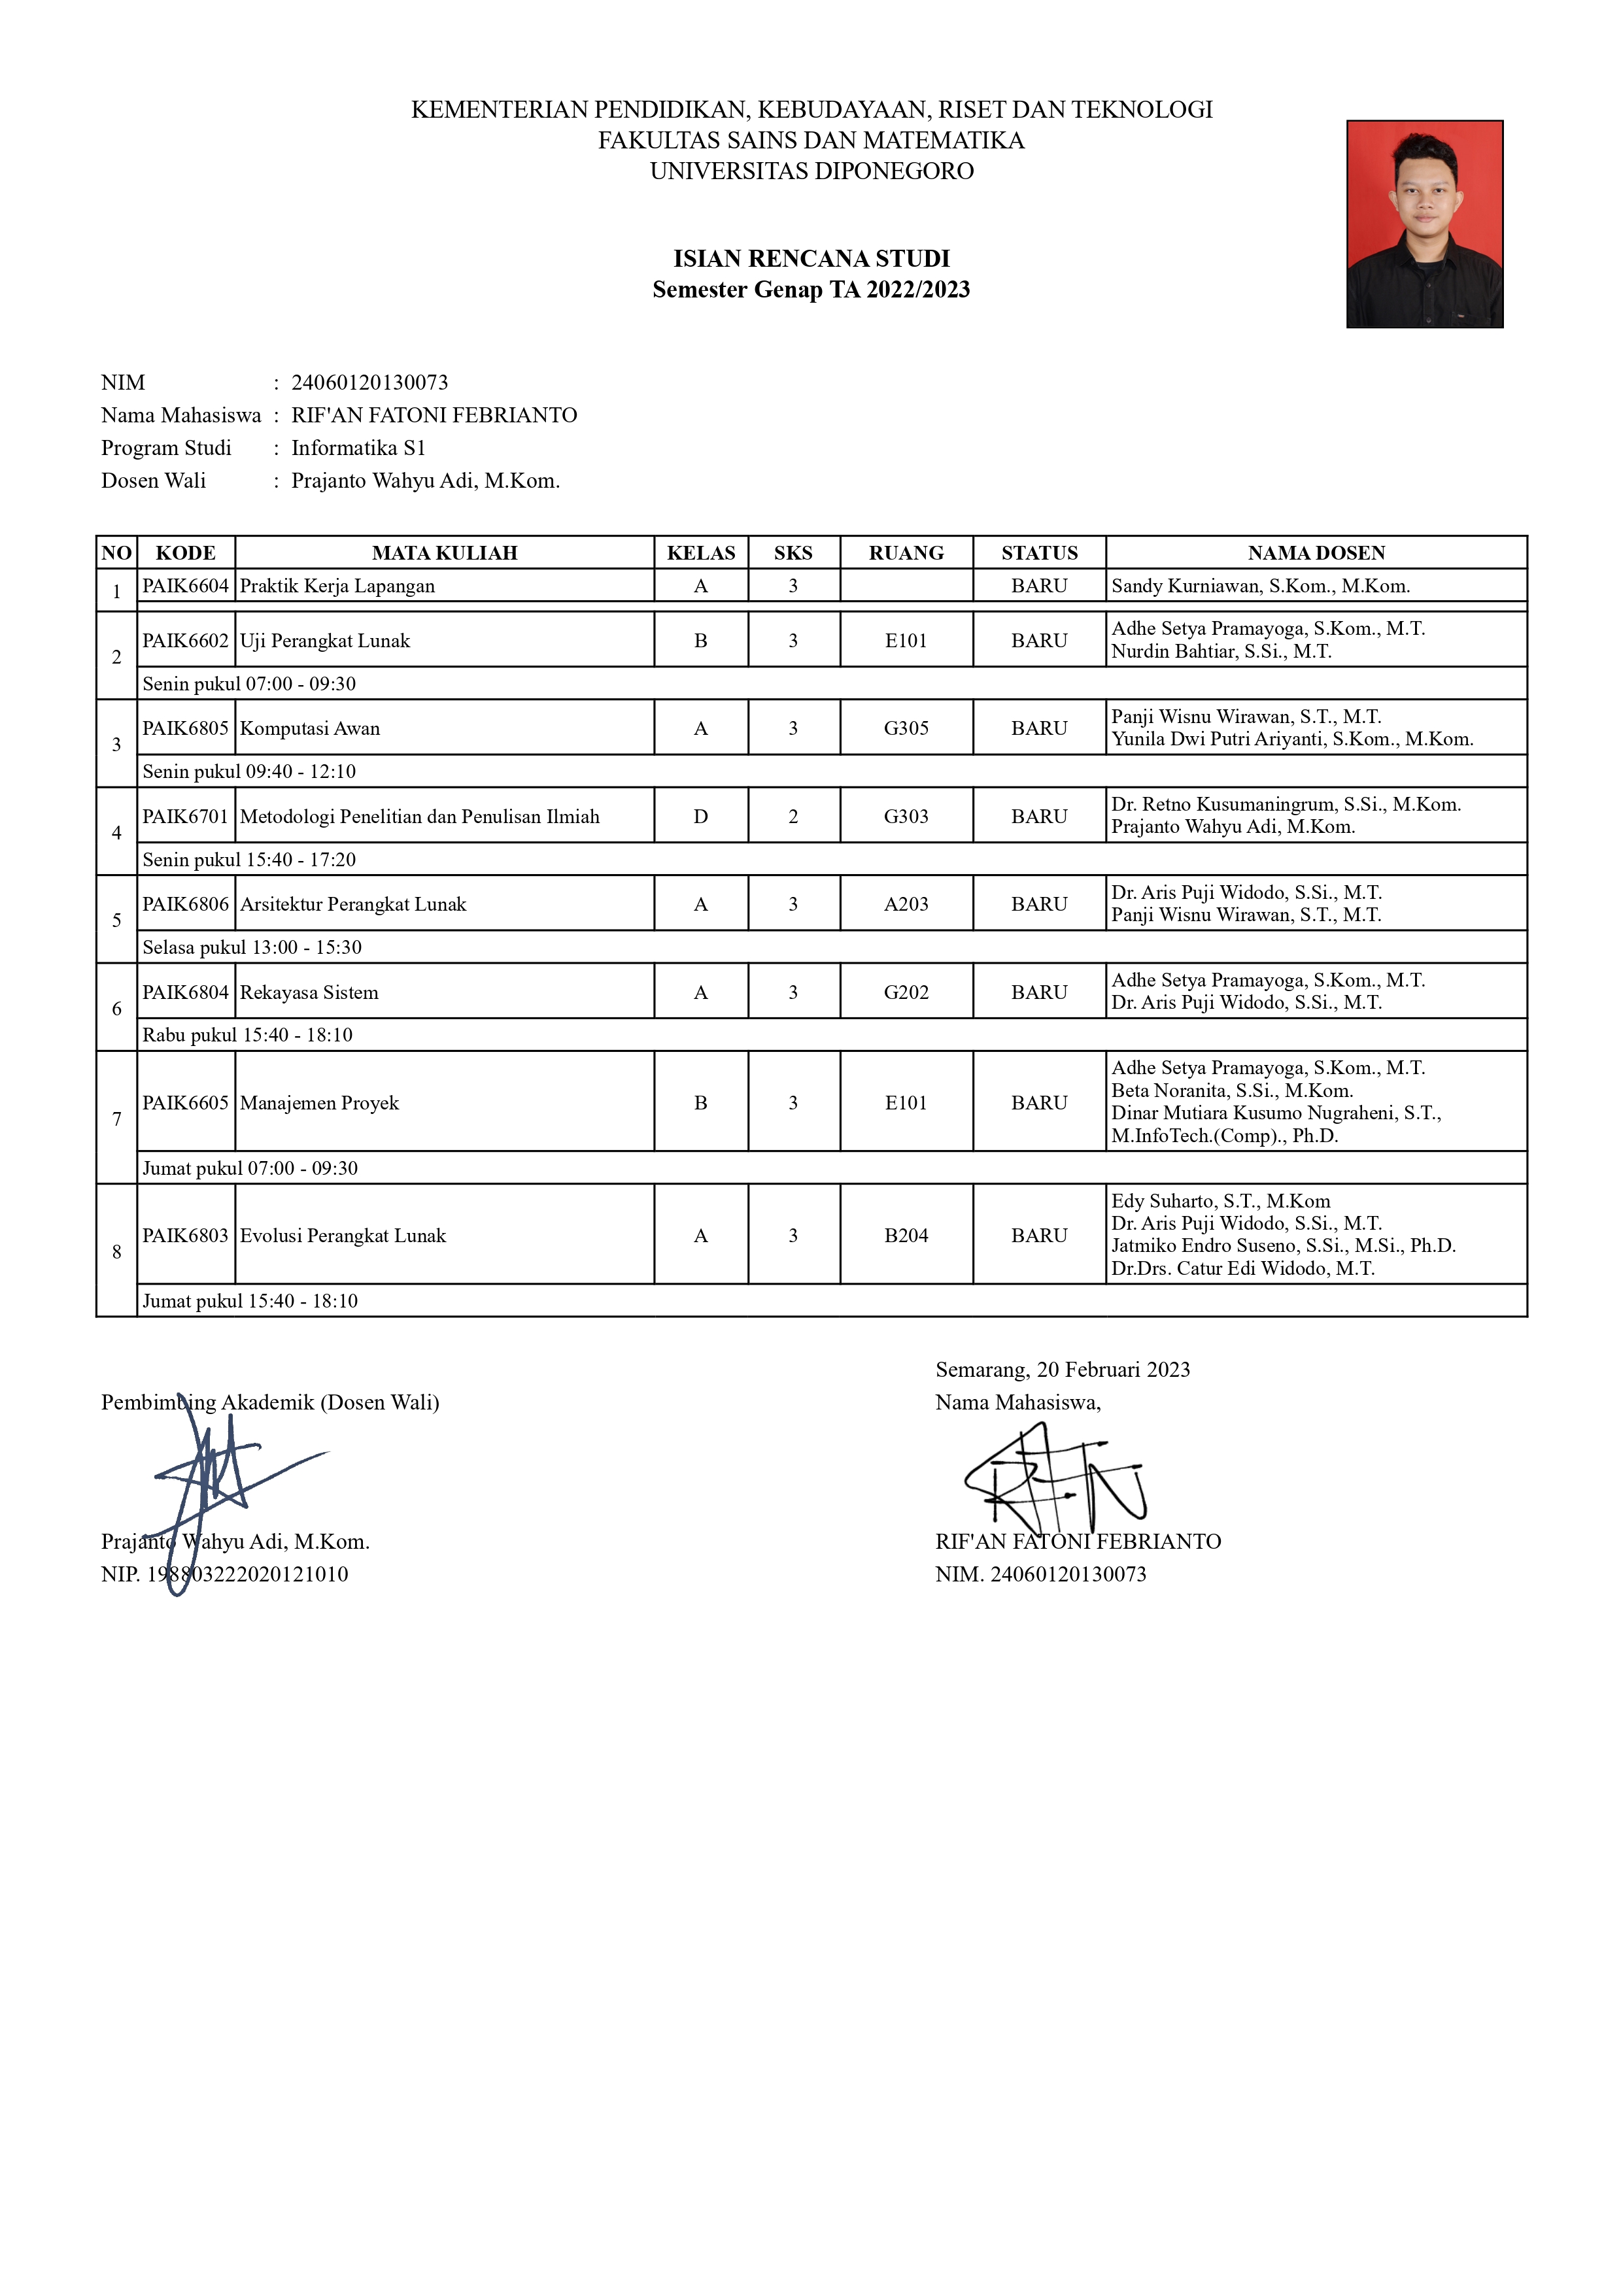 KEMENTERIAN PENDIDIKAN, KEBUDAYAAN, RISET DAN TEKNOLOGI
FAKULTAS SAINS DAN MATEMATIKA
UNIVERSITAS DIPONEGORO
ISIAN RENCANA STUDI
Semester Genap TA 2022/2023
NIM : 24060120130073
Nama Mahasiswa : RIF'AN FATONI FEBRIANTO
Program Studi : Informatika S1
Dosen Wali : Prajanto Wahyu Adi, M.Kom.
NO KODE MATA KULIAH KELAS SKS RUANG STATUS NAMA DOSEN
1 PAIK6604 Praktik Kerja Lapangan A 3 BARU Sandy Kurniawan, S.Kom., M.Kom.
2 PAIK6602 Uji Perangkat Lunak B 3 E101 BARU Adhe Setya Pramayoga, S.Kom., M.T.
Nurdin Bahtiar, S.Si., M.T.
Senin pukul 07:00 - 09:30
3 PAIK6805 Komputasi Awan A 3 G305 BARU Panji Wisnu Wirawan, S.T., M.T.
Yunila Dwi Putri Ariyanti, S.Kom., M.Kom.
Senin pukul 09:40 - 12:10
4 PAIK6701 Metodologi Penelitian dan Penulisan Ilmiah D 2 G303 BARU Dr. Retno Kusumaningrum, S.Si., M.Kom.
Prajanto Wahyu Adi, M.Kom.
Senin pukul 15:40 - 17:20
5 PAIK6806 Arsitektur Perangkat Lunak A 3 A203 BARU Dr. Aris Puji Widodo, S.Si., M.T.
Panji Wisnu Wirawan, S.T., M.T.
Selasa pukul 13:00 - 15:30
6 PAIK6804 Rekayasa Sistem A 3 G202 BARU Adhe Setya Pramayoga, S.Kom., M.T.
Dr. Aris Puji Widodo, S.Si., M.T.
Rabu pukul 15:40 - 18:10
7 PAIK6605 Manajemen Proyek B 3 E101 BARU Adhe Setya Pramayoga, S.Kom., M.T.
Beta Noranita, S.Si., M.Kom.
Dinar Mutiara Kusumo Nugraheni, S.T.,
M.InfoTech.(Comp)., Ph.D.
Jumat pukul 07:00 - 09:30
8 PAIK6803 Evolusi Perangkat Lunak A 3 B204 BARU Edy Suharto, S.T., M.Kom
Dr. Aris Puji Widodo, S.Si., M.T.
Jatmiko Endro Suseno, S.Si., M.Si., Ph.D.
Dr.Drs. Catur Edi Widodo, M.T.
Jumat pukul 15:40 - 18:10
Semarang, 20 Februari 2023
Pembimbing Akademik (Dosen Wali) Nama Mahasiswa,
Prajanto Wahyu Adi, M.Kom. RIF'AN FATONI FEBRIANTO
NIP. 198803222020121010 NIM. 24060120130073